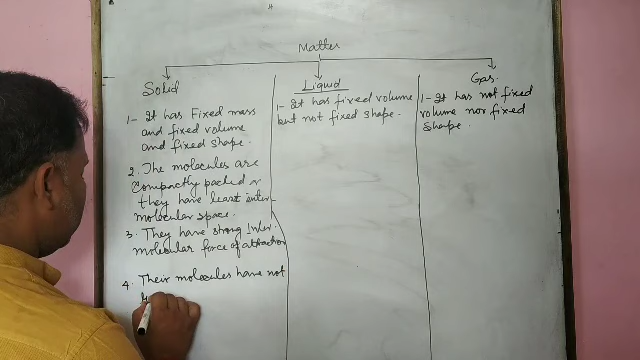 Matter
Solid
1- It has Fixed mass
and fixed volume
and fixed shape.
2. The molecules are
compactly packed or
they have least inter-
molecular space.
3. They have strong Inter.
molecular force of attraction
4. Their molecules have not
Liquid
1- It has fixed volume
but not fixed shape.
Gas.
1- It has not fixed
volume nor fixed
shape.